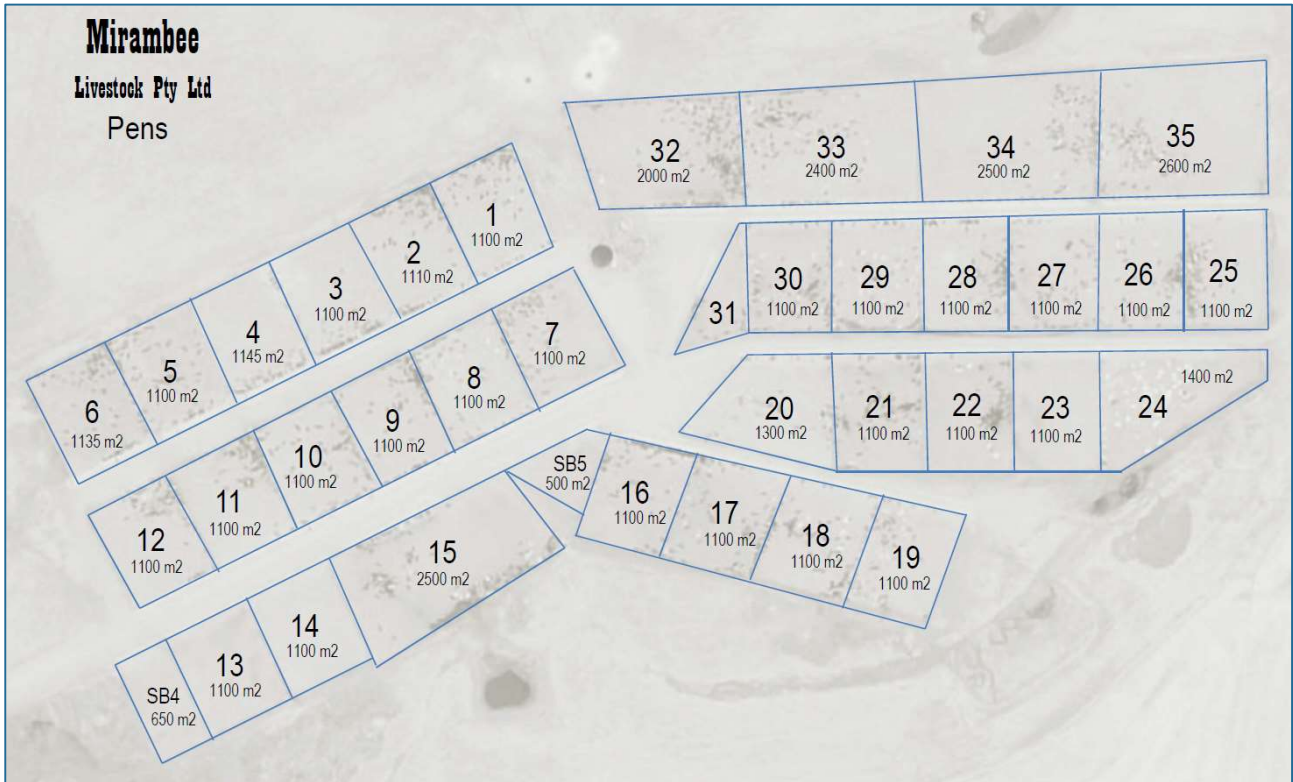 Mirambee
Livestock Pty Ltd
Pens
32
2000 m2
33
2400 m2
34
2500 m2
35
2600 m2
1
1100 m2
2
1110 m2
3
1100 m2
4
1145 m2
5
1100 m2
6
1135 m2
31
30
1100 m2
29
1100 m2
28
1100 m2
27
1100 m2
26
1100 m2
25
1100 m2
7
1100 m2
8
1100 m2
9
1100 m2
10
1100 m2
11
1100 m2
12
1100 m2
20
1300 m2
21
1100 m2
22
1100 m2
23
1100 m2
24
1400 m2
SB5
500 m2
16
1100 m2
17
1100 m2
18
1100 m2
19
1100 m2
15
2500 m2
14
1100 m2
13
1100 m2
SB4
650 m2